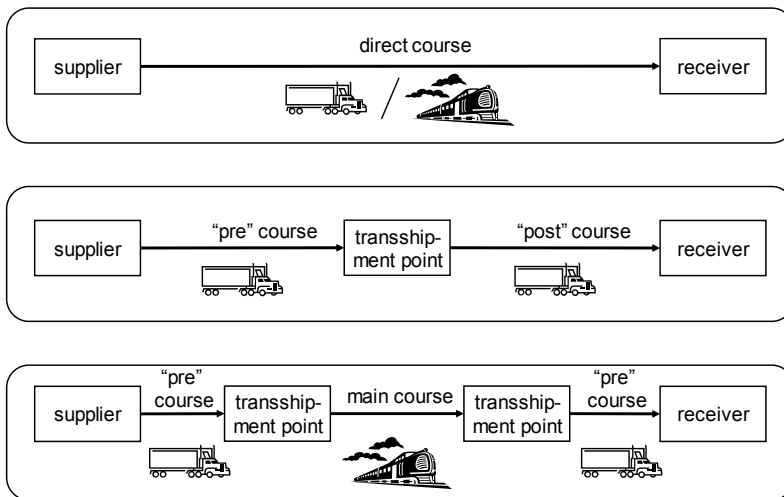 direct course
supplier
receiver
“pre” course
transship-
ment point
“post” course
supplier
receiver
“pre”
course
transship-
ment point
main course
transship-
ment point
“pre”
course
supplier
receiver